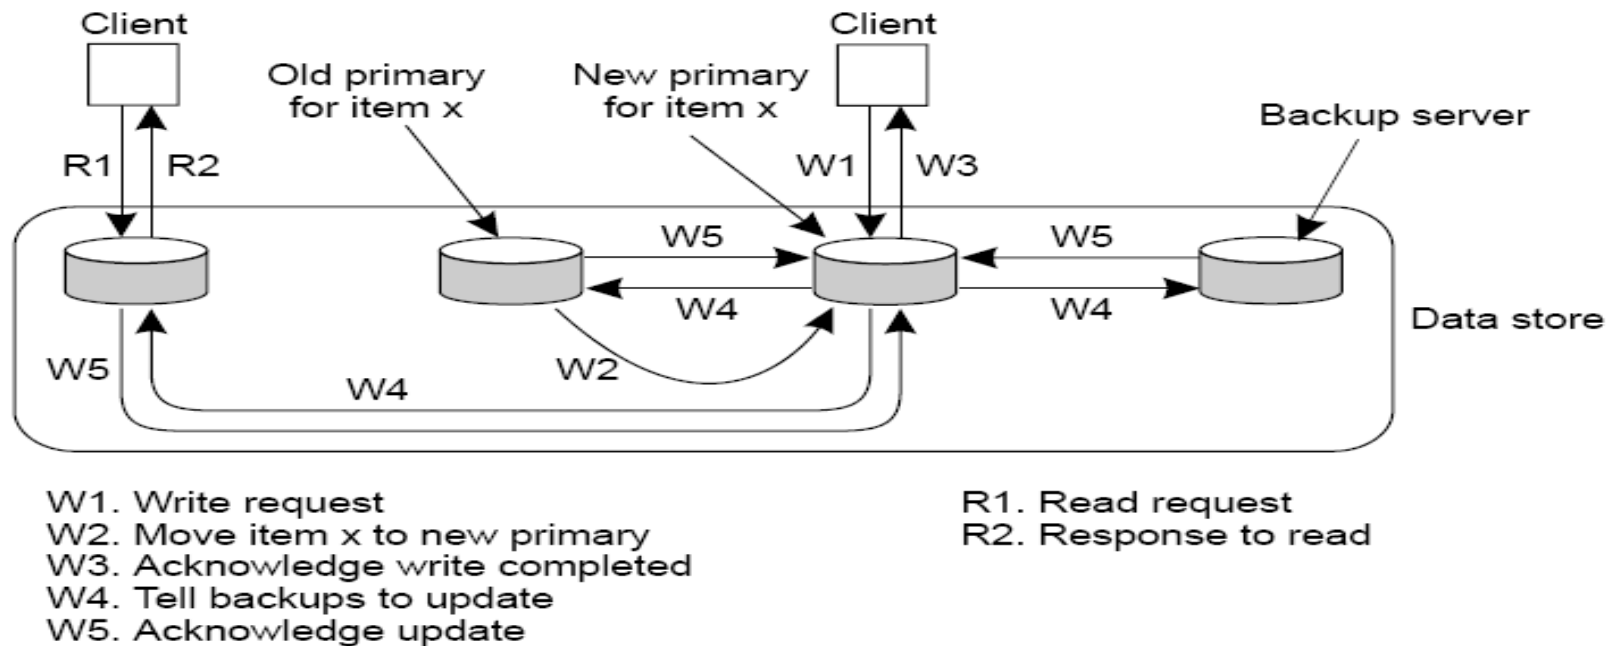 Client
Client
Old primary
for item x
New primary
for item x
Backup server
R1
R2
W1
W3
W5
W5
W4
W4
Data store
W5
W2
W4
W1. Write request
W2. Move item x to new primary
W3. Acknowledge write completed
W4. Tell backups to update
W5. Acknowledge update
R1. Read request
R2. Response to read